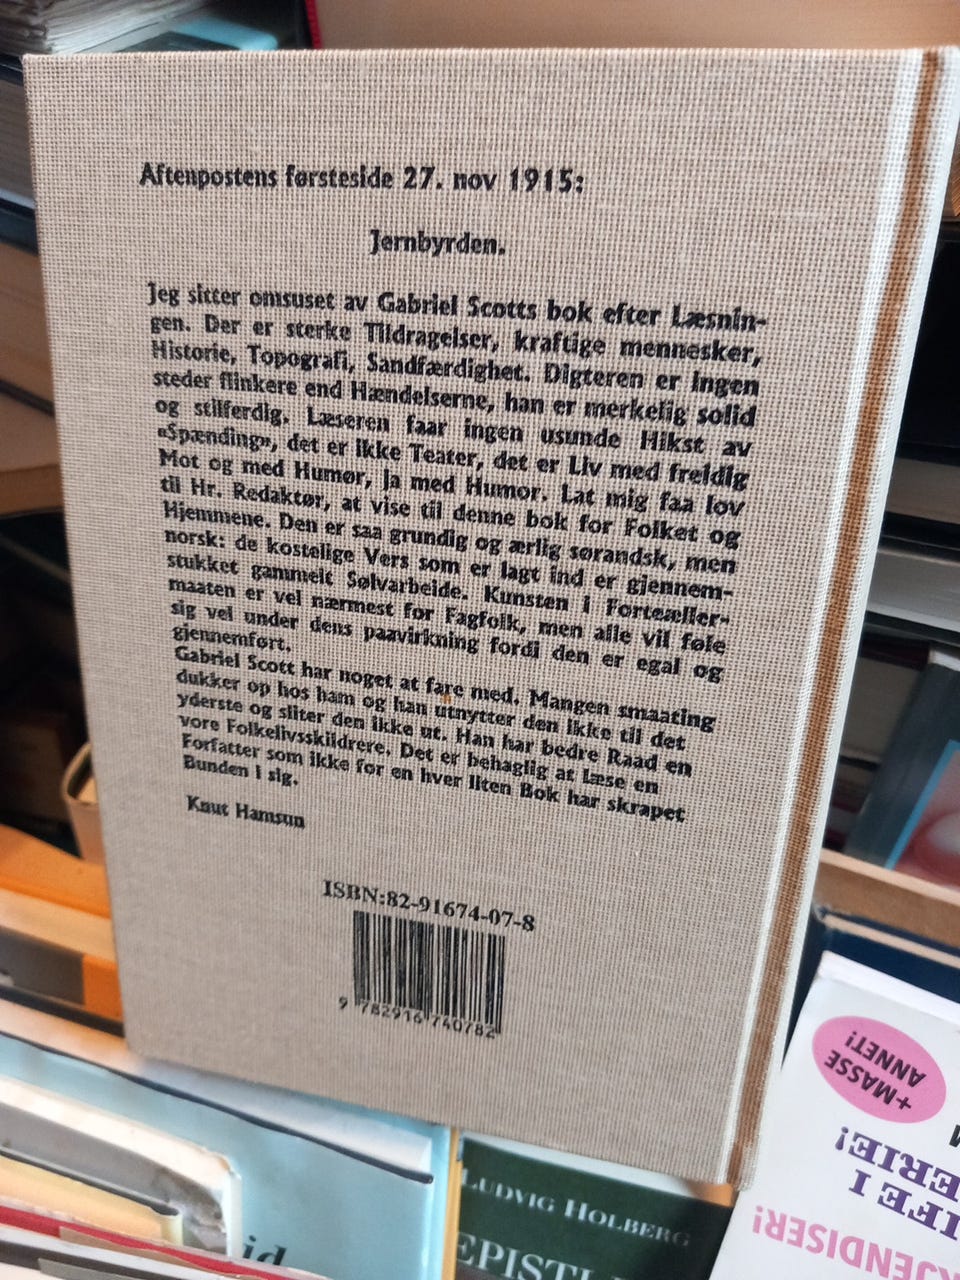 Aftenpostens førsteside 27. nov 1915:
Jernbyrden.
Jeg sitter omsuset av Gabriel Scotts bok efter Læsnin-
gen. Der er sterke Tildragelser, kraftige mennesker,
Historie, Topografi, Sandfærdighet. Digteren er ingen
steder flinkere end Hændelserne, han er merkelig solid
og stilferdig. Læseren faar ingen usunde Hikst av
«Spænding», det er ikke Teater, det er Liv med freidig
Mot og med Humør, ja med Humor. Lat mig faa lov
til Hr. Redaktør, at vise til denne bok for Folket og
Hjemmene. Den er saa grundig og ærlig sørandsk, men
norsk: de kostelige Vers som er lagt ind er gjennem-
stukket gammelt Sølvarbeide. Kunsten i Forteæller-
maaten er vel nærmest for Fagfolk, men alle vil føle
sig vel under dens paavirkning fordi den er egal og
gjennemført.
Gabriel Scott har noget at fare med. Mangen smaating
dukker op hos ham og han utnytter den ikke til det
yderste og sliter den ikke ut. Han har bedre Raad en
vore Folkelivsskildrere. Det er behaglig at Læse en
Forfatter som ikke for en hver liten Bok har skrapet
Bunden i sig.
Knut Hamsun
ISBN:82-91674-07-8
9 782916 740782
+MASSE
ANNET!
LUDVIG HOLBERG
id